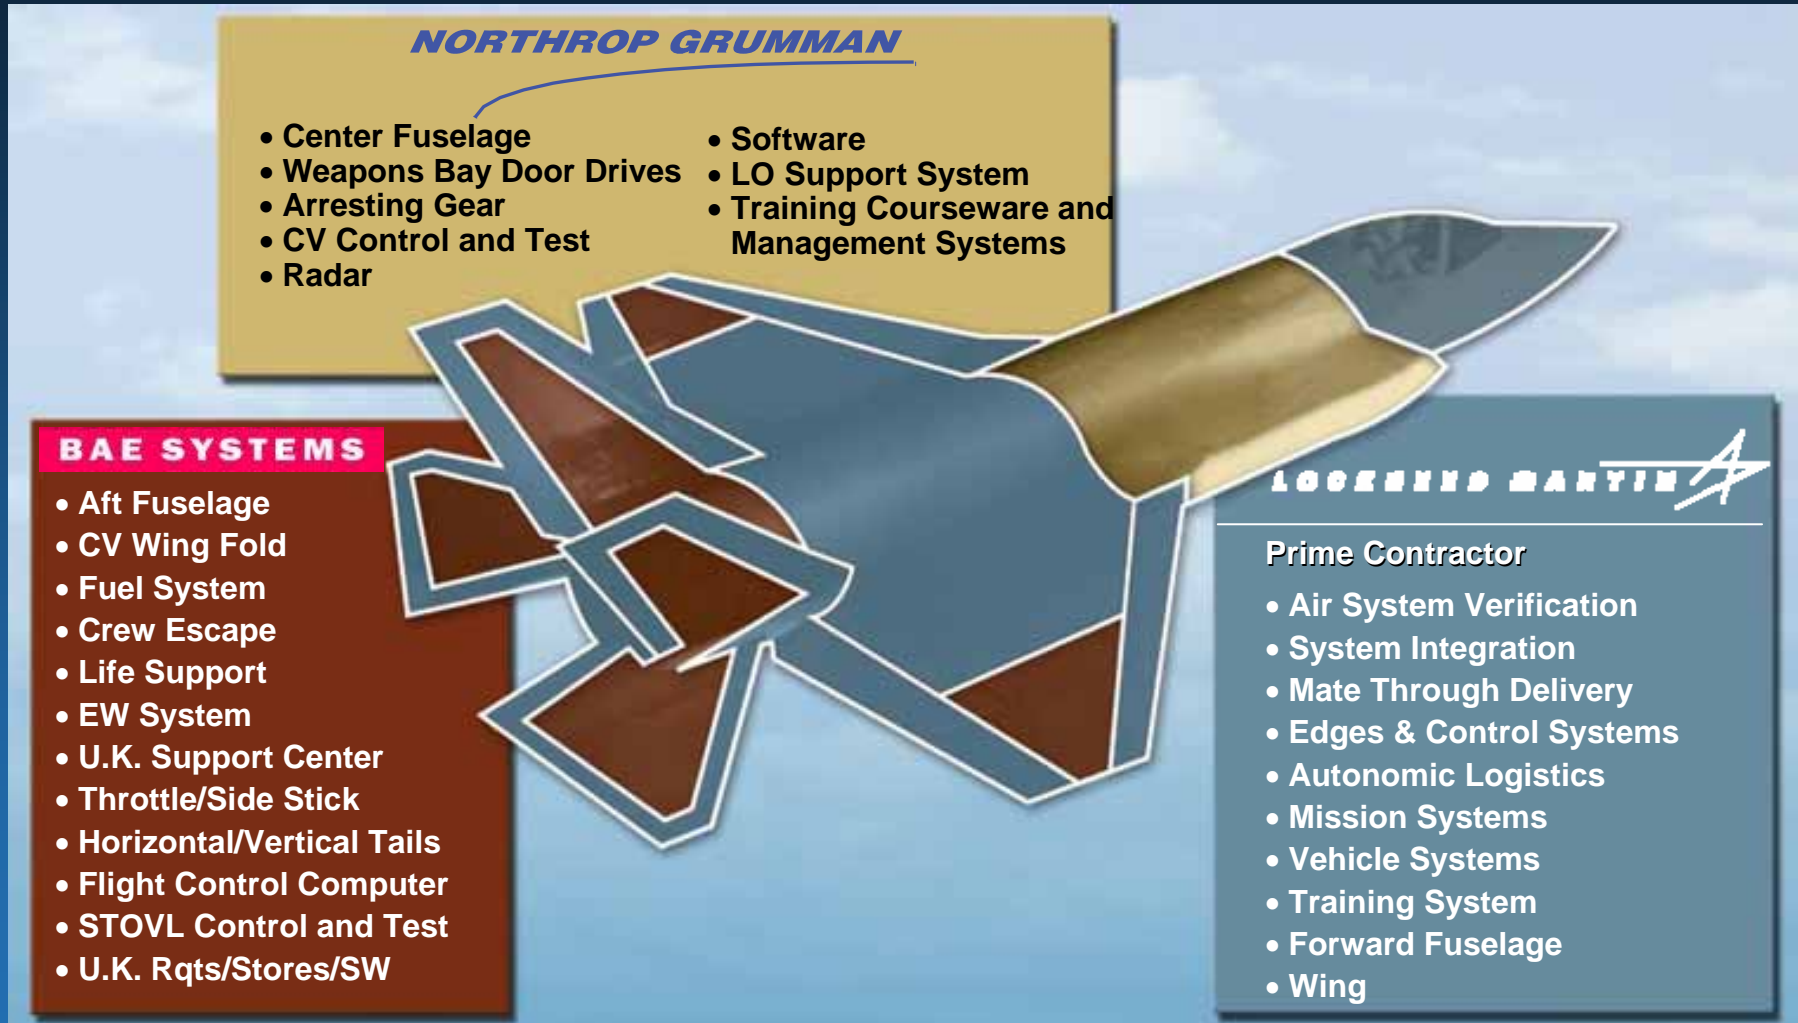 NORTHROP GRUMMAN
• Center Fuselage
• Weapons Bay Door Drives
• Arresting Gear
• CV Control and Test
• Radar
• Software
• LO Support System
• Training Courseware and
Management Systems
BAE SYSTEMS
• Aft Fuselage
• CV Wing Fold
• Fuel System
• Crew Escape
• Life Support
• EW System
• U.K. Support Center
• Throttle/Side Stick
• Horizontal/Vertical Tails
• Flight Control Computer
• STOVL Control and Test
• U.K. Rqts/Stores/SW
LOCKHEED MARTIN
Prime Contractor
• Air System Verification
• System Integration
• Mate Through Delivery
• Edges & Control Systems
• Autonomic Logistics
• Mission Systems
• Vehicle Systems
• Training System
• Forward Fuselage
• Wing